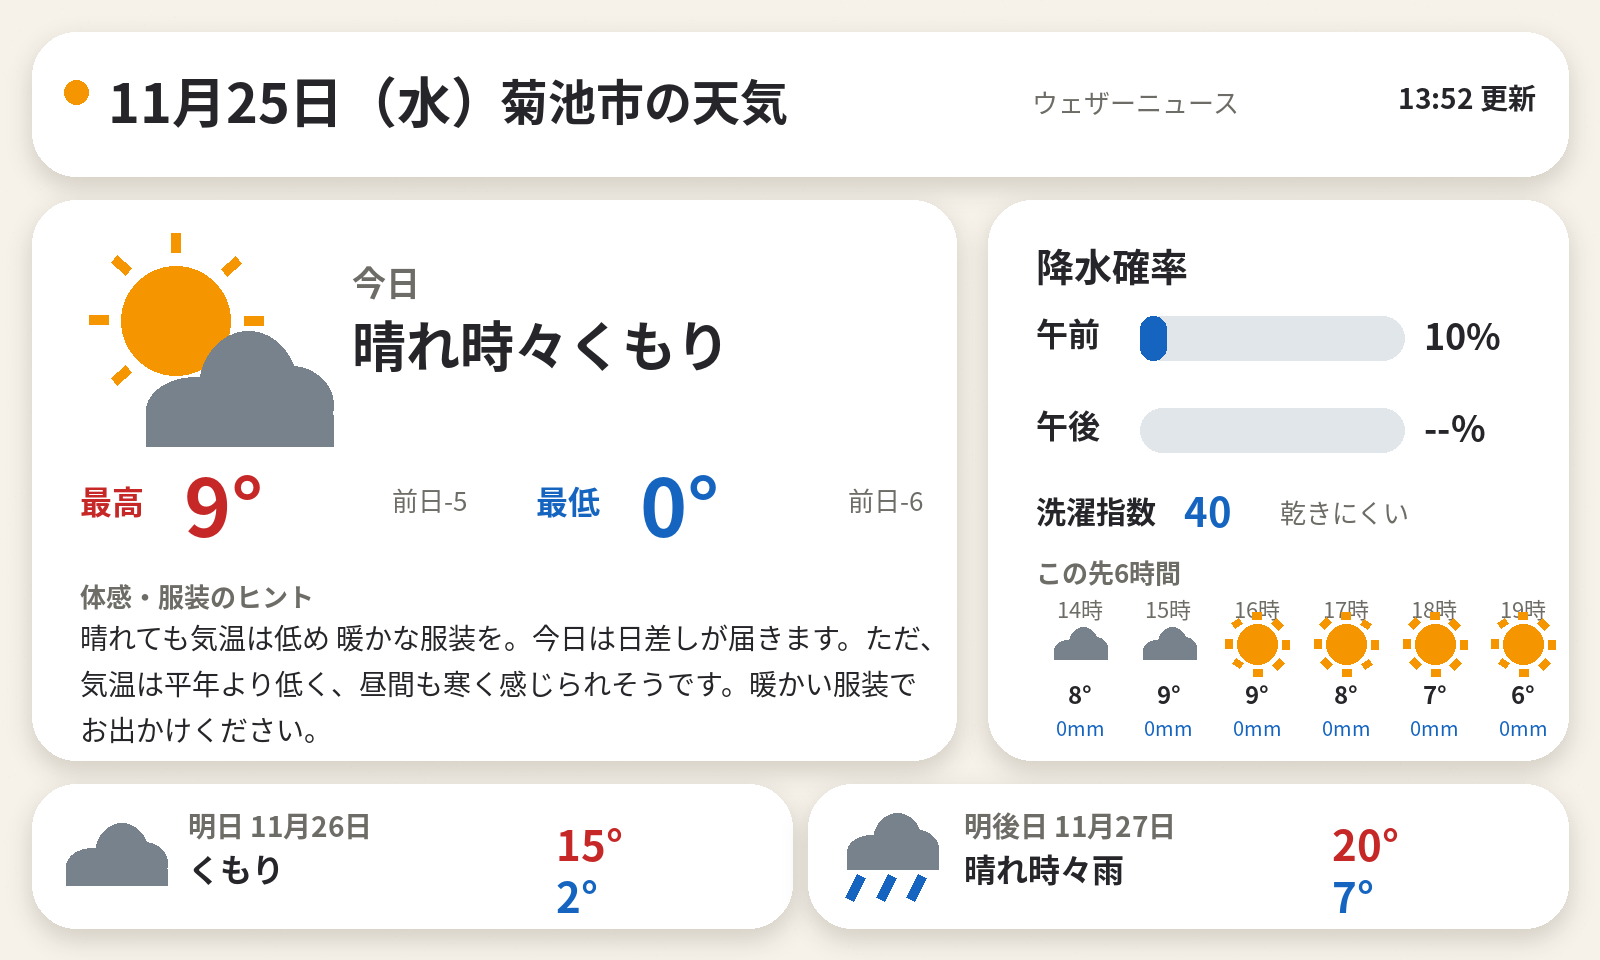 11月25日（水）菊池市の天気
ウェザーニュース
13:52 更新
今日
晴れ時々くもり
最高 9° 前日-5 最低 0° 前日-6
体感・服装のヒント
晴れても気温は低め 暖かな服装を。今日は日差しが届きます。ただ、
気温は平年より低く、昼間も寒く感じられそうです。暖かい服装で
お出かけください。
降水確率
午前 10%
午後 --%
洗濯指数 40 乾きにくい
この先6時間
14時 15時 16時 17時 18時 19時
8° 9° 9° 8° 7° 6°
0mm 0mm 0mm 0mm 0mm 0mm
明日 11月26日
くもり
15°
2°
明後日 11月27日
晴れ時々雨
20°
7°